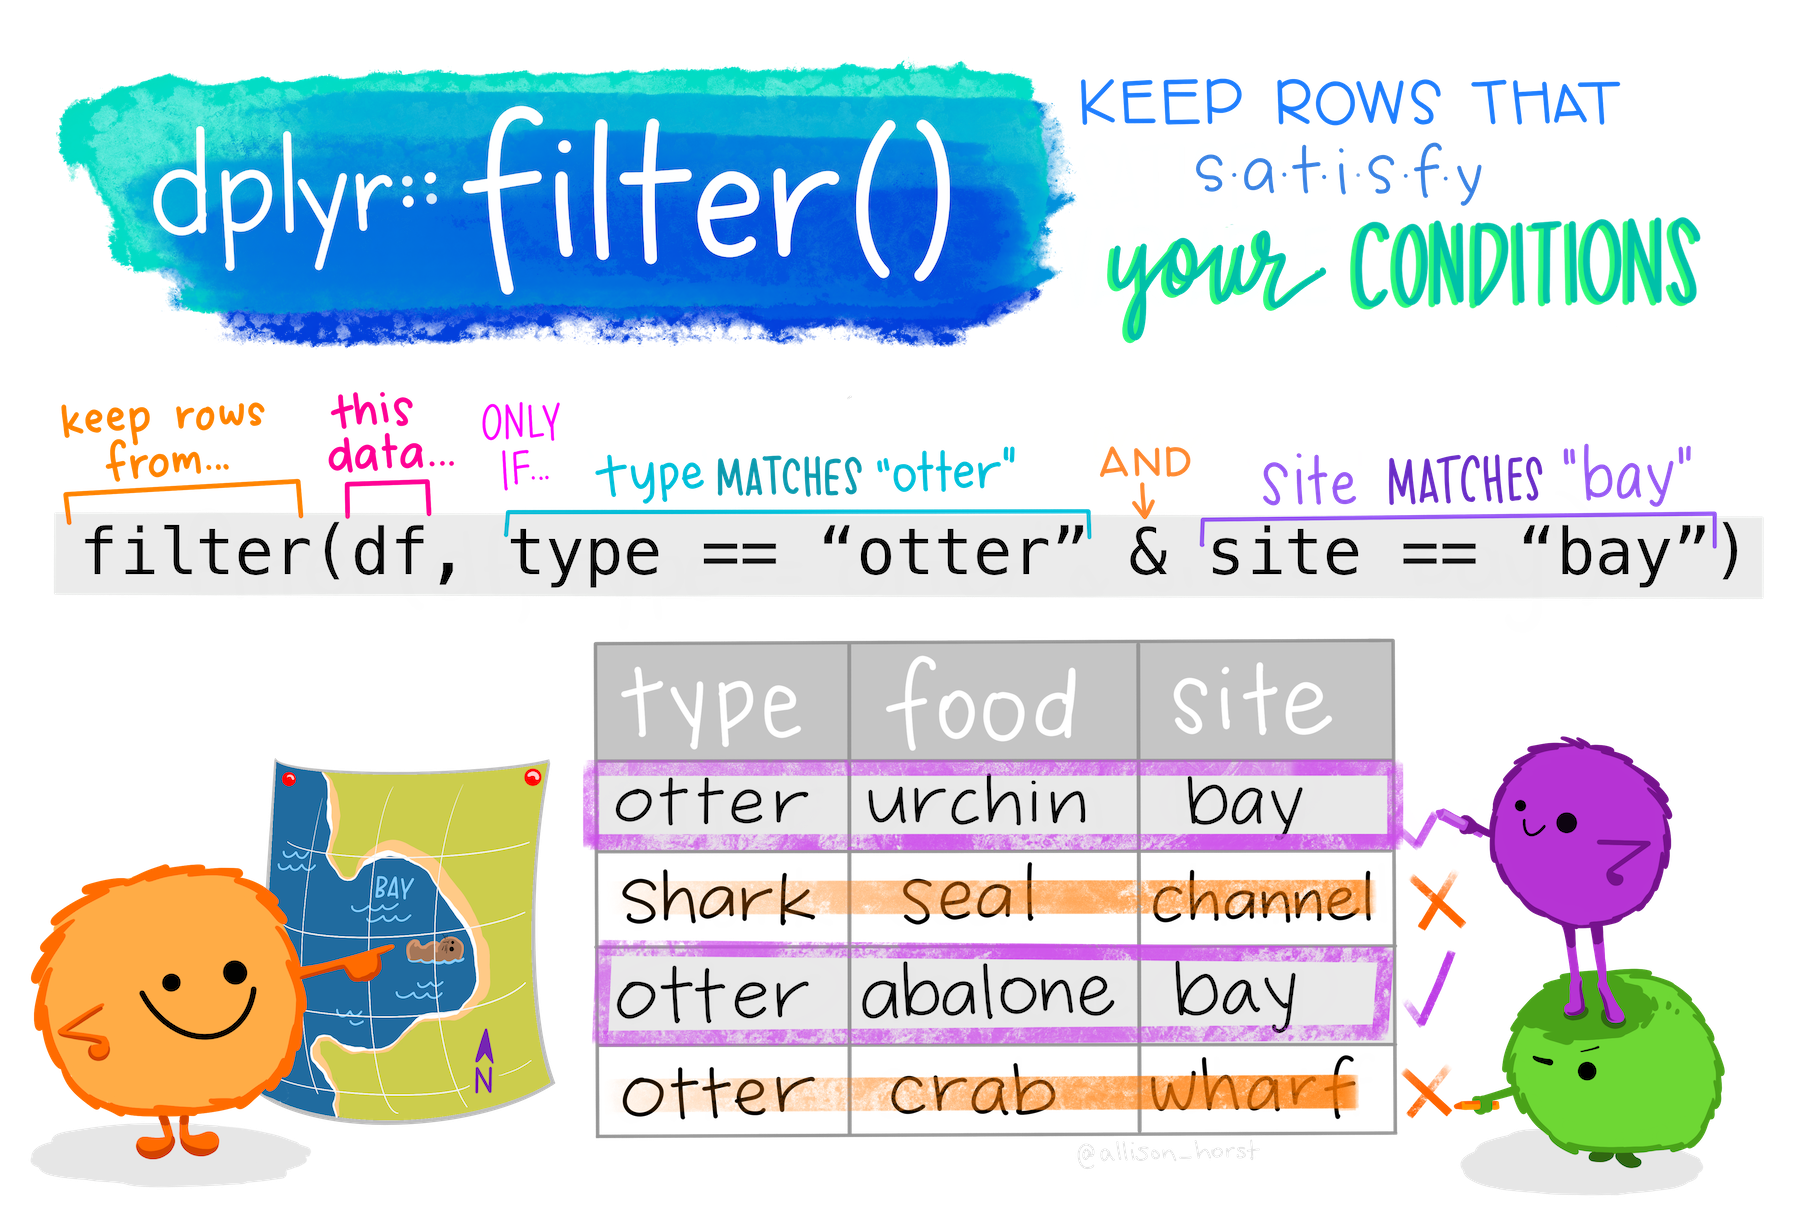 dplyr::filter()
KEEP ROWS THAT
s.a.t.i.s.f.y
your CONDITIONS
keep rows from...
this data...
ONLY IF...
type MATCHES "otter"
AND
site MATCHES "bay"
filter(df, type == “otter” & site == “bay”)
type food site
otter urchin bay
shark seal channel
otter abalone bay
otter crab wharf
BAY
N
@allison_horst